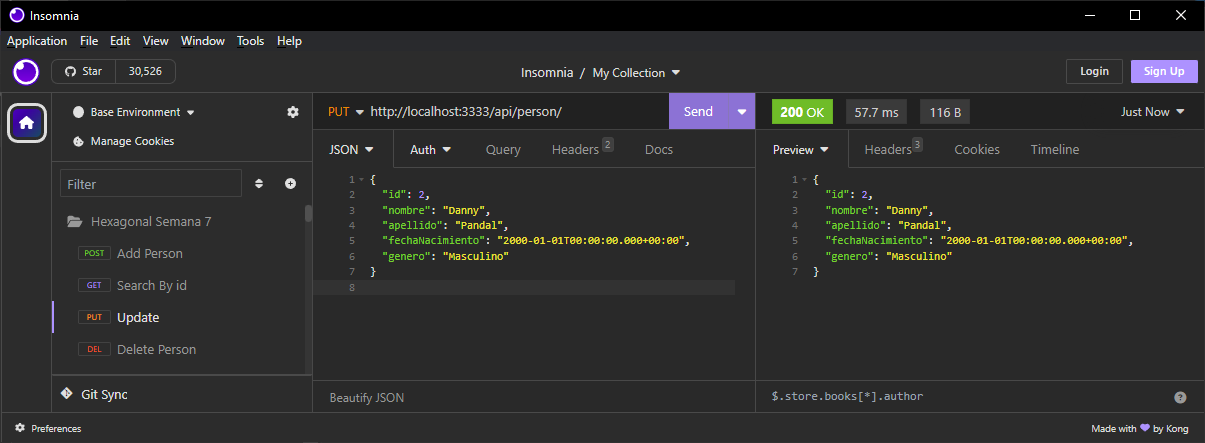 Insomnia
Application File Edit View Window Tools Help
Star 30,526 Insomnia / My Collection Login Sign Up
Base Environment
Manage Cookies
Filter
Hexagonal Semana 7
POST Add Person
GET Search By id
PUT Update
DEL Delete Person
Git Sync
PUT http://localhost:3333/api/person/ Send
JSON Auth Query Headers 2 Docs
1 {
2 "id": 2,
3 "nombre": "Danny",
4 "apellido": "Pandal",
5 "fechaNacimiento": "2000-01-01T00:00:00.000+00:00",
6 "genero": "Masculino"
7 }
8
Beautify JSON
200 OK 57.7 ms 116 B Just Now
Preview Headers 3 Cookies Timeline
1 {
2 "id": 2,
3 "nombre": "Danny",
4 "apellido": "Pandal",
5 "fechaNacimiento": "2000-01-01T00:00:00.000+00:00",
6 "genero": "Masculino"
7 }
$.store.books[*].author ?
Preferences Made with 💜 by Kong